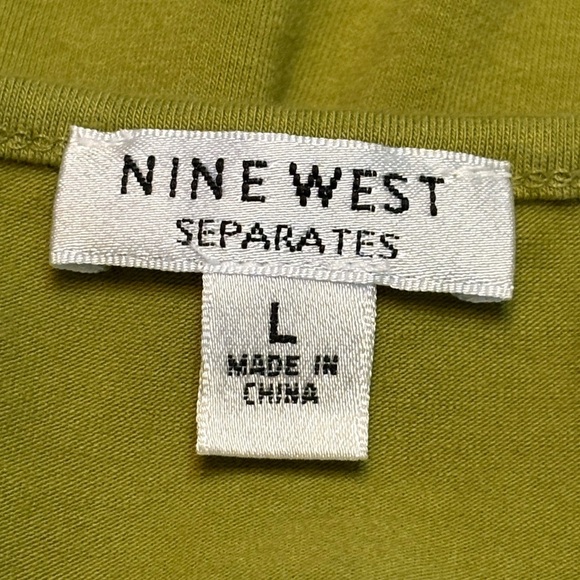 NINE WEST
SEPARATES
L
MADE IN
CHINA